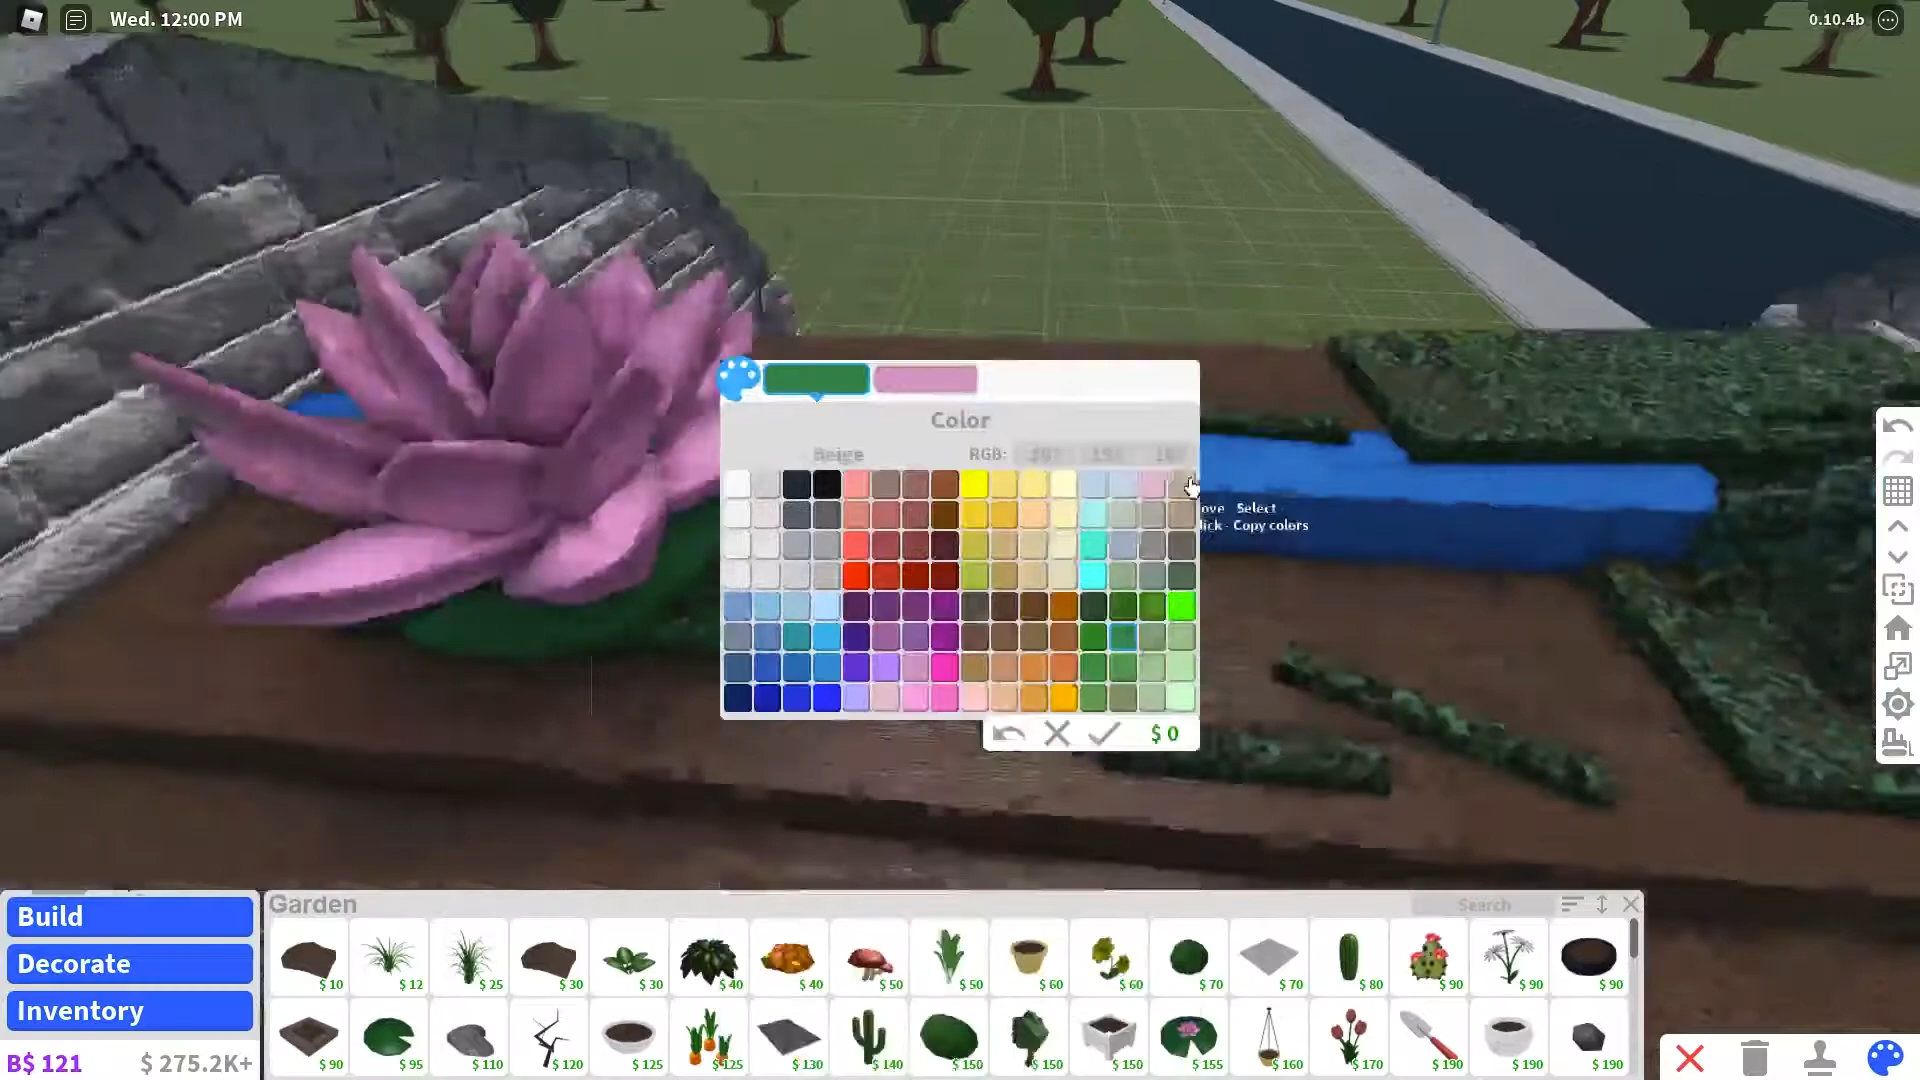 Wed. 12:00 PM
0.10.4b
Color
Beige RGB:
Select
Copy colors
$ 0
Build
Decorate
Inventory
B$ 121 $ 275.2K+
Garden
Search
$ 10 $ 12 $ 25 $ 30 $ 30 $ 40 $ 40 $ 50 $ 50 $ 60 $ 60 $ 70 $ 70 $ 80 $ 90 $ 90 $ 90
$ 90 $ 95 $ 110 $ 120 $ 125 $ 125 $ 130 $ 140 $ 150 $ 150 $ 150 $ 155 $ 160 $ 170 $ 190 $ 190 $ 190